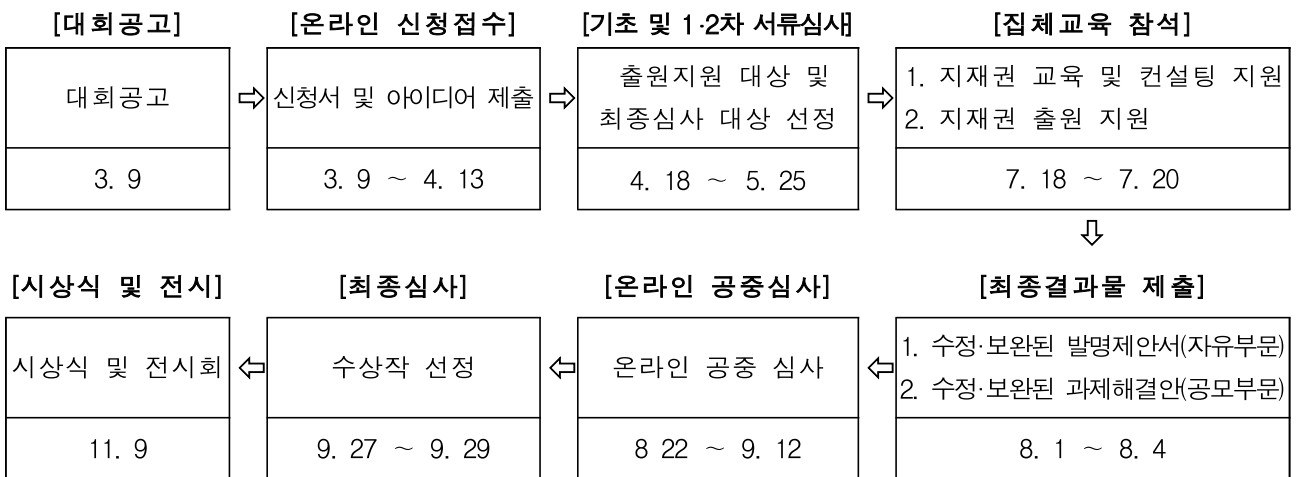 [대회공고]
[온라인 신청접수]
[기초 및 1·2차 서류심사]
[집체교육 참석]
대회공고
신청서 및 아이디어 제출
출원지원 대상 및
최종심사 대상 선정
1. 지재권 교육 및 컨설팅 지원
2. 지재권 출원 지원
3. 9
3. 9 ~ 4. 13
4. 18 ~ 5. 25
7. 18 ~ 7. 20
[최종결과물 제출]
[온라인 공중심사]
[최종심사]
[시상식 및 전시]
1. 수정·보완된 발명제안서(자유부문)
2. 수정·보완된 과제해결안(공모부문)
온라인 공중 심사
수상작 선정
시상식 및 전시회
8. 1 ~ 8. 4
8 22 ~ 9. 12
9. 27 ~ 9. 29
11. 9